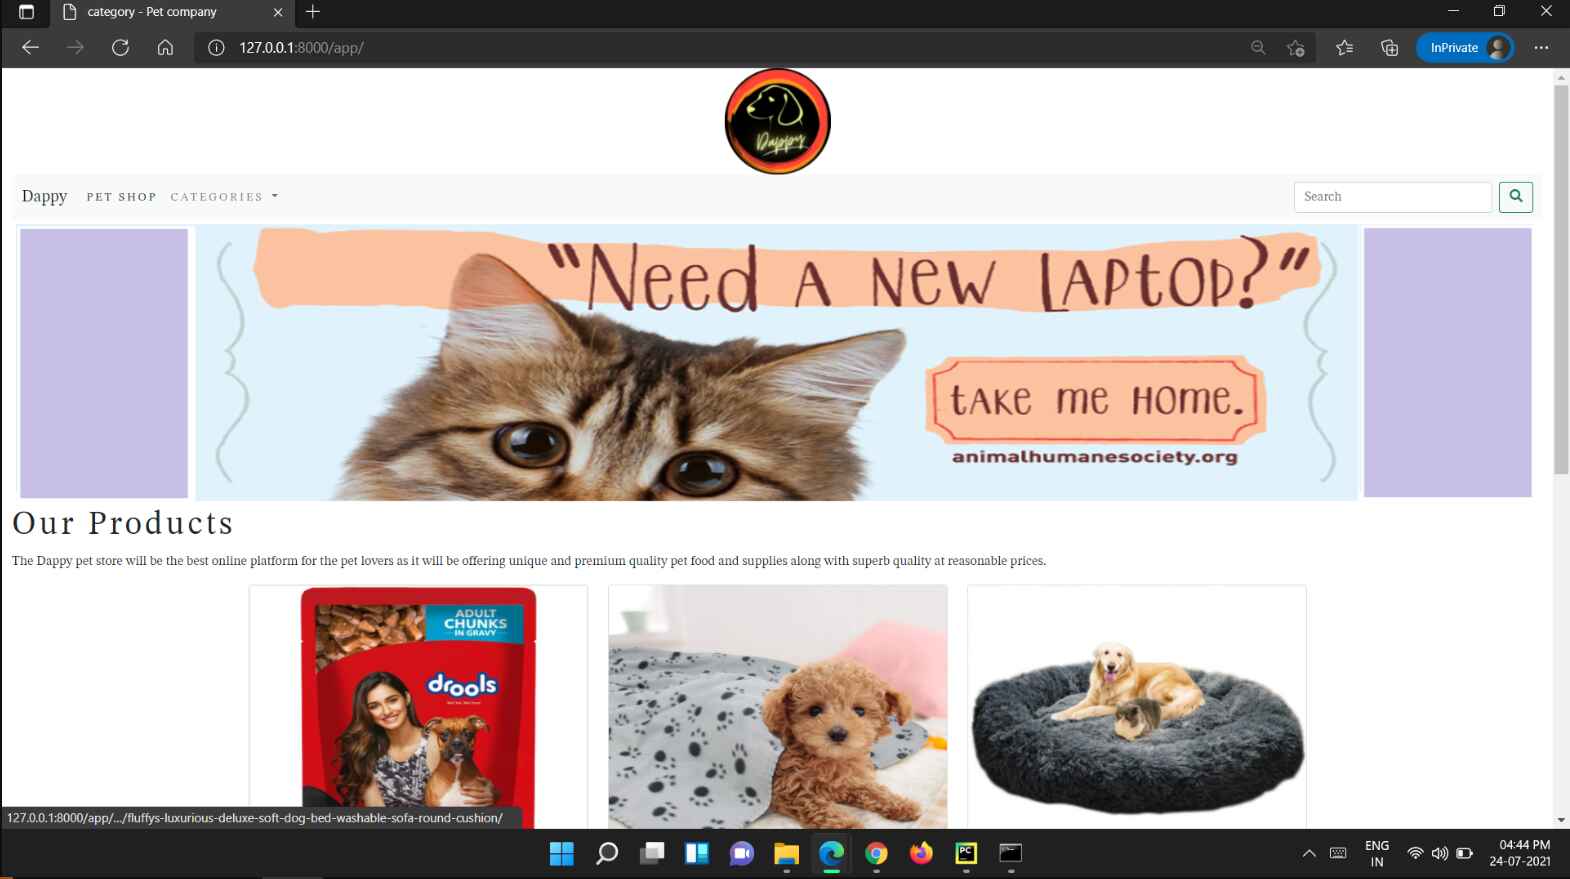 category - Pet company
127.0.0.1:8000/app/
InPrivate
Dappy
Dappy PET SHOP CATEGORIES
Search
"Need A New Laptop?"
take me Home.
animalhumanesociety.org
Our Products
The Dappy pet store will be the best online platform for the pet lovers as it will be offering unique and premium quality pet food and supplies along with superb quality at reasonable prices.
ADULT
CHUNKS
IN GRAVY
drools
127.0.0.1:8000/app/.../fluffys-luxurious-deluxe-soft-dog-bed-washable-sofa-round-cushion/
PC
ENG
IN
04:44 PM
24-07-2021